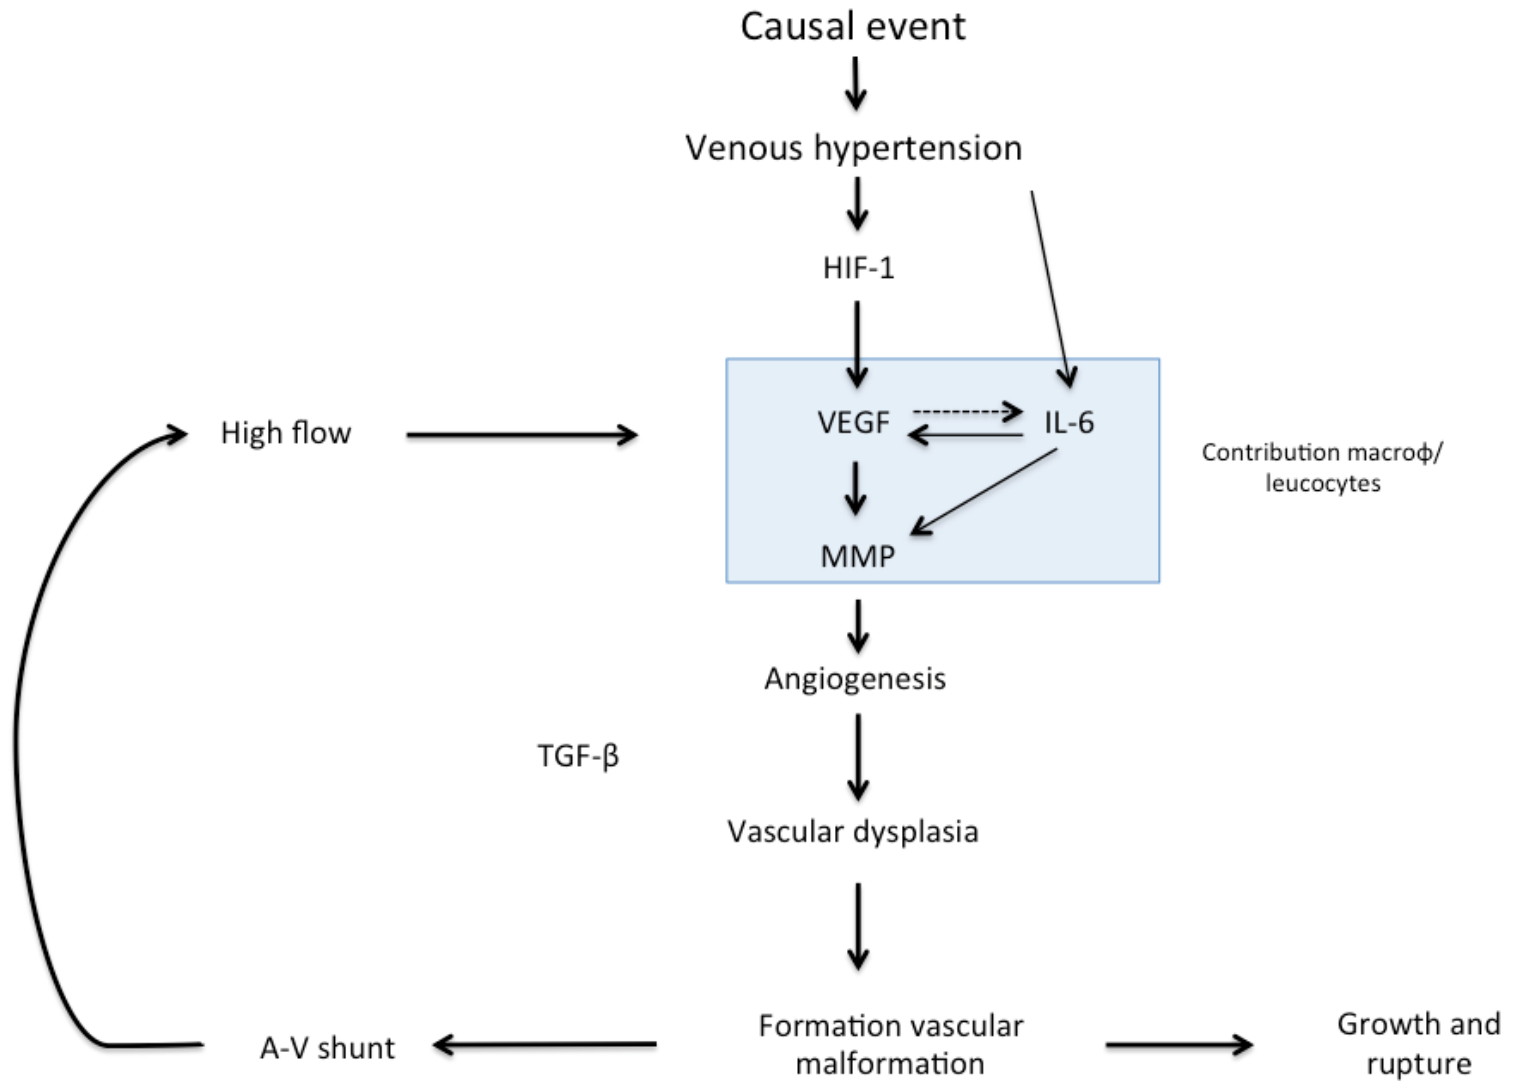 Causal event
Venous hypertension
HIF-1
VEGF
IL-6
High flow
Contribution macroϕ/
leucocytes
MMP
Angiogenesis
TGF-β
Vascular dysplasia
Formation vascular
malformation
A-V shunt
Growth and
rupture